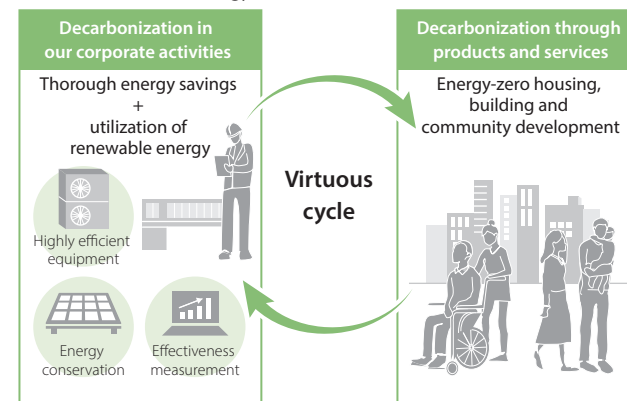 Decarbonization in
our corporate activities
Thorough energy savings
+
utilization of
renewable energy
Highly efficient
equipment
Energy
conservation
Effectiveness
measurement
Virtuous
cycle
Decarbonization through
products and services
Energy-zero housing,
building and
community development